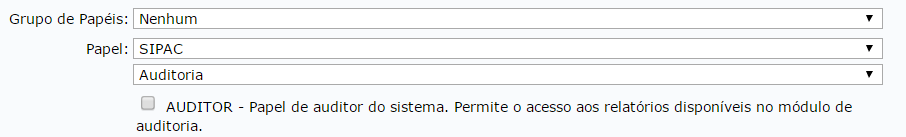 Grupo de Papéis: Nenhum
Papel: SIPAC
Auditoria
AUDITOR - Papel de auditor do sistema. Permite o acesso aos relatórios disponíveis no módulo de
auditoria.